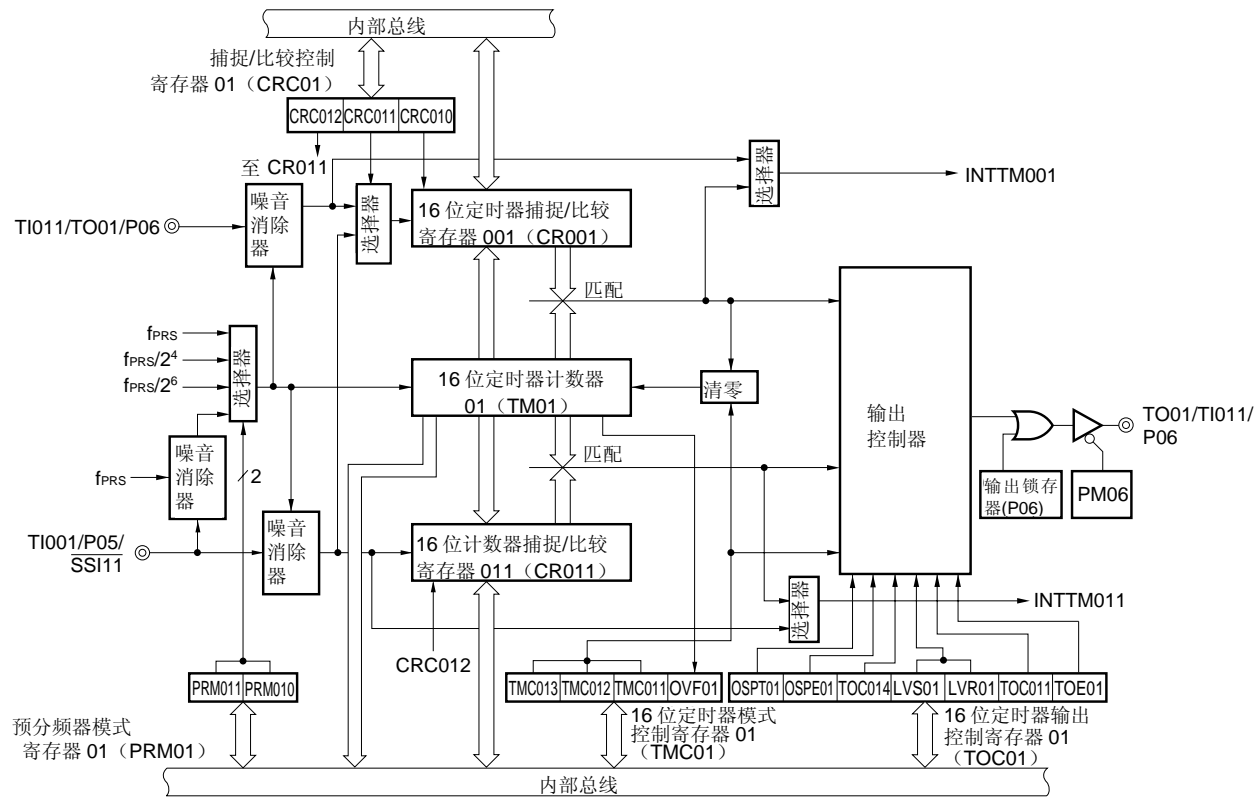 内部总线
捕捉/比较控制
寄存器 01（CRC01）
CRC012 CRC011 CRC010
至 CR011
选择器
INTTM001
噪音
消除
器
选择器
16 位定时器捕捉/比较
寄存器 001（CR001）
TI011/TO01/P06
匹配
fPRS
fPRS/2⁴
fPRS/2⁶
选择器
16 位定时器计数器
01（TM01）
清零
输出
控制器
TO01/TI011/
P06
噪音
消除
器
fPRS
2
匹配
输出锁存
器(P06)
PM06
TI001/P05/
SSI11
噪音
消除
器
16 位计数器捕捉/比较
寄存器 011（CR011）
选择器
INTTM011
CRC012
PRM011 PRM010
TMC013 TMC012 TMC011 OVF01
OSPT01 OSPE01 TOC014 LVS01 LVR01 TOC011 TOE01
预分频器模式
寄存器 01（PRM01）
16 位定时器模式
控制寄存器 01
（TMC01）
16 位定时器输出
控制寄存器 01
（TOC01）
内部总线